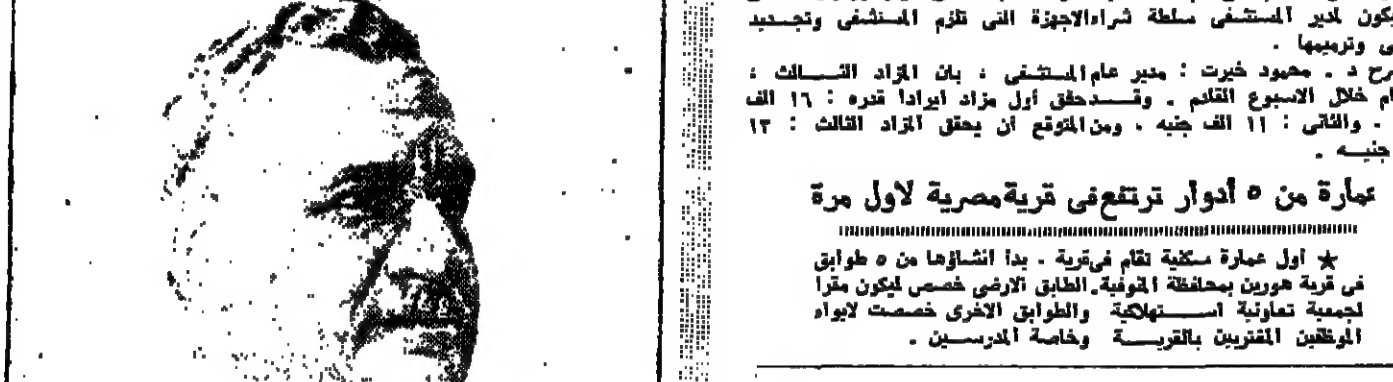 يكون لمدير المستشفى سلطة شراء الاجهزة التى تلزم المستشفى وتجديد
وترميمها .
د . محمود خيرت : مدير عام المستشفى ، بان المزاد الثالث ،
خلال الاسبوع القادم . وقد حقق أول مزاد ايرادا قدره : ١٦ الف
. والثانى : ١١ الف جنيه . ومن المتوقع أن يحقق المزاد الثالث : ١٣
جنيه .
عمارة من ٥ أدوار ترتفع فى قرية مصرية لاول مرة
★ اول عمارة سكنية تقام فى قرية . بدأ انشاؤها من ٥ طوابق
فى قرية هورين بمحافظة المنوفية . الطابق الارضى خصص ليكون مقرا
لجمعية تعاونية استهلاكية والطوابق الاخرى خصصت لايواء
الموظفين المغتربين بالقرية وخاصة المدرسين .